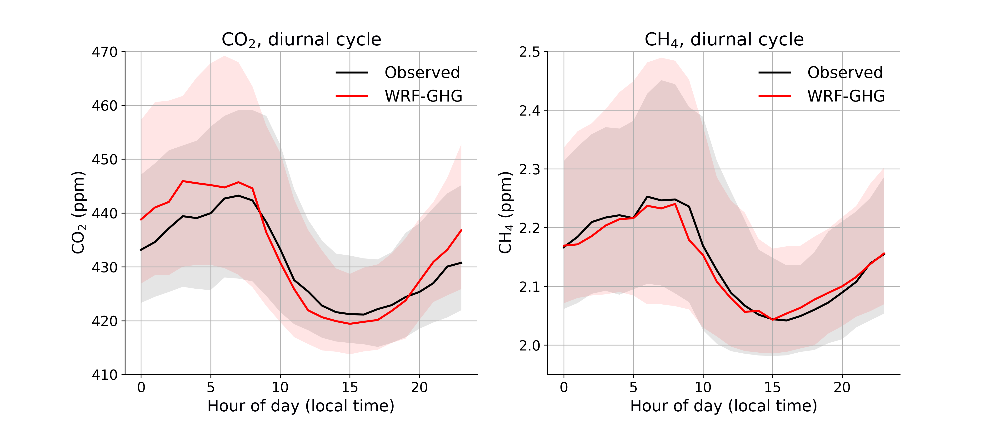 CO₂, diurnal cycle
470
460
450
440
430
420
410
CO₂ (ppm)
0 5 10 15 20
Hour of day (local time)
Observed
WRF-GHG
CH₄, diurnal cycle
2.5
2.4
2.3
2.2
2.1
2.0
CH₄ (ppm)
0 5 10 15 20
Hour of day (local time)
Observed
WRF-GHG